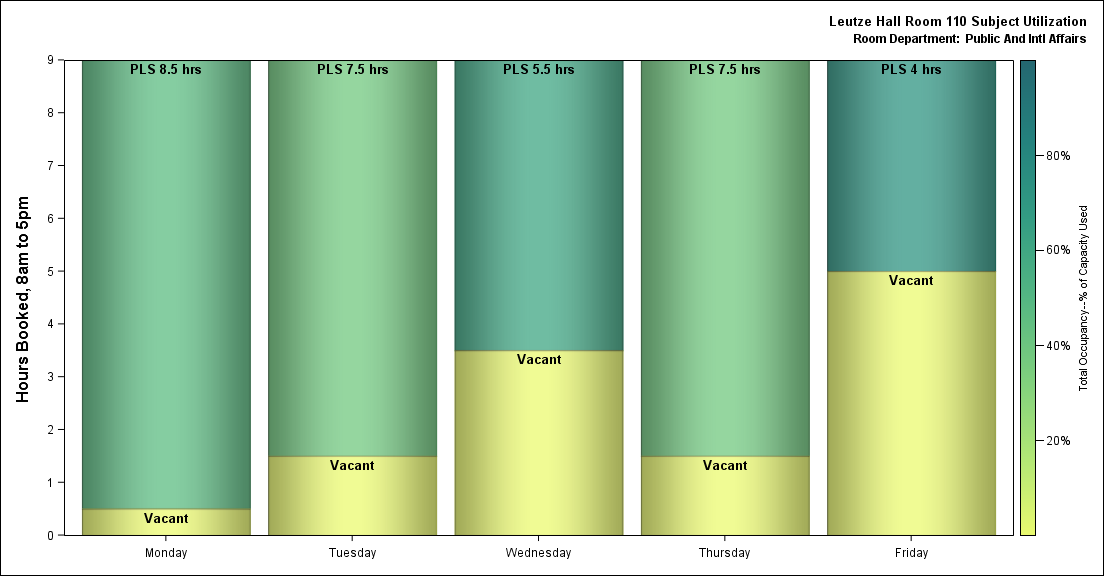 Leutze Hall Room 110 Subject Utilization
Room Department: Public And Intl Affairs
Hours Booked, 8am to 5pm
9
8
7
6
5
4
3
2
1
0
PLS 8.5 hrs
PLS 7.5 hrs
PLS 5.5 hrs
PLS 7.5 hrs
PLS 4 hrs
Vacant
Vacant
Vacant
Vacant
Vacant
Monday
Tuesday
Wednesday
Thursday
Friday
80%
60%
40%
20%
Total Occupancy--% of Capacity Used